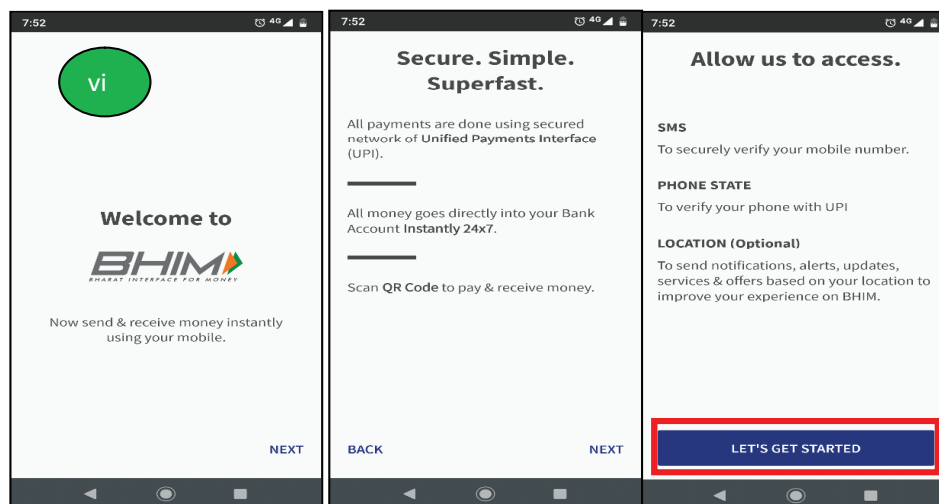 7:52
4G
vi
Welcome to
BHIM
BHARAT INTERFACE FOR MONEY
Now send & receive money instantly
using your mobile.
NEXT
7:52
4G
Secure. Simple.
Superfast.
All payments are done using secured
network of Unified Payments Interface
(UPI).
All money goes directly into your Bank
Account Instantly 24x7.
Scan QR Code to pay & receive money.
BACK
NEXT
7:52
4G
Allow us to access.
SMS
To securely verify your mobile number.
PHONE STATE
To verify your phone with UPI
LOCATION (Optional)
To send notifications, alerts, updates,
services & offers based on your location to
improve your experience on BHIM.
LET'S GET STARTED